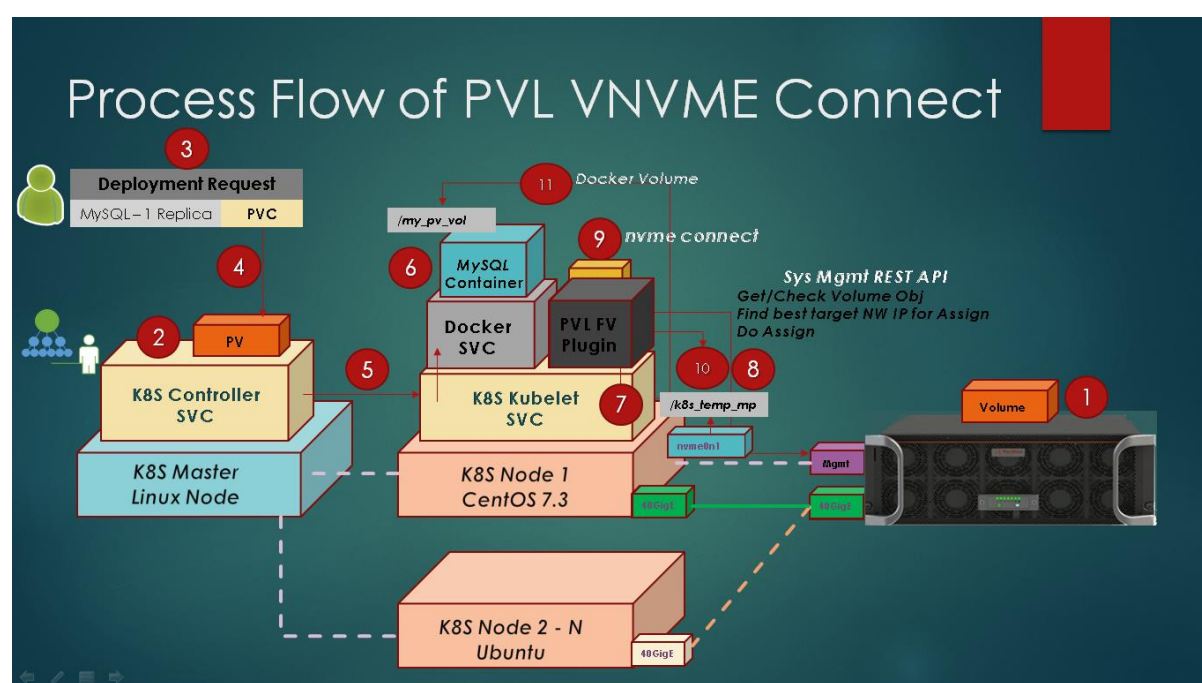 Process Flow of PVL VNVME Connect
3
Deployment Request
MySQL – 1 Replica PVC
4
11 Docker Volume
/my_pv_vol
9 nvme connect
6
MySQL
Container
Sys Mgmt REST API
Get/Check Volume Obj
Find best target NW IP for Assign
Do Assign
2
PV
Docker
SVC
PVL FV
Plugin
10
8
5
K8S Controller
SVC
K8S Kubelet
SVC
7
/k8s_temp_mp
Volume
1
nvme0n1
Mgmt
K8S Master
Linux Node
K8S Node 1
CentOS 7.3
40GigE
40GigE
K8S Node 2 - N
Ubuntu
40GigE